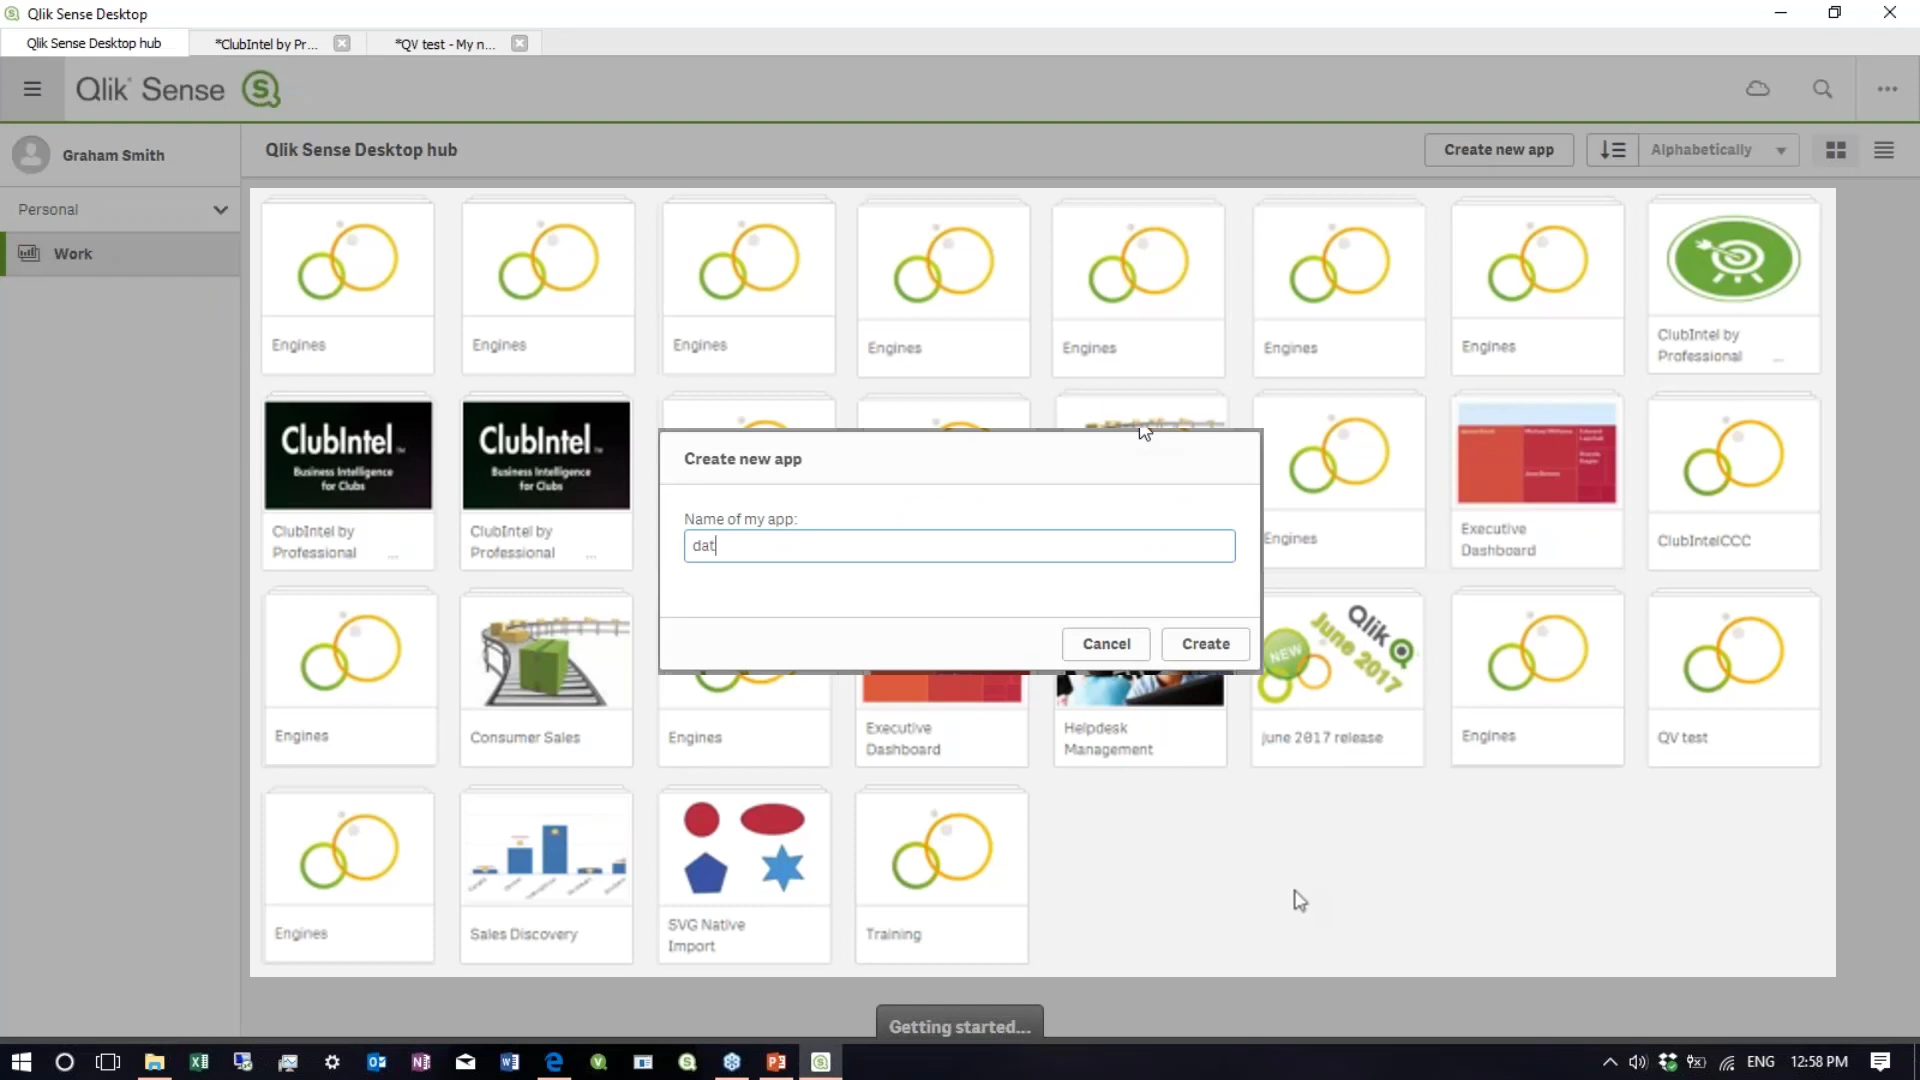 Qlik Sense Desktop
Qlik Sense Desktop hub
*ClubIntel by Pr...
*QV test - My n...
Qlik Sense
Graham Smith
Qlik Sense Desktop hub
Create new app
Alphabetically
Personal
Work
Engines
Engines
Engines
Engines
Engines
Engines
Engines
ClubIntel by
Professional ...
ClubIntel
Business Intelligence
for Clubs
ClubIntel by
Professional ...
ClubIntel
Business Intelligence
for Clubs
ClubIntel by
Professional ...
Engines
Executive
Dashboard
ClubIntelCCC
Create new app
Name of my app:
dat
Cancel
Create
Engines
Consumer Sales
Engines
Executive
Dashboard
Helpdesk
Management
NEW
Qlik
June 2017
june 2017 release
Engines
QV test
Engines
Sales Discovery
SVG Native
Import
Training
Getting started...
ENG
12:58 PM